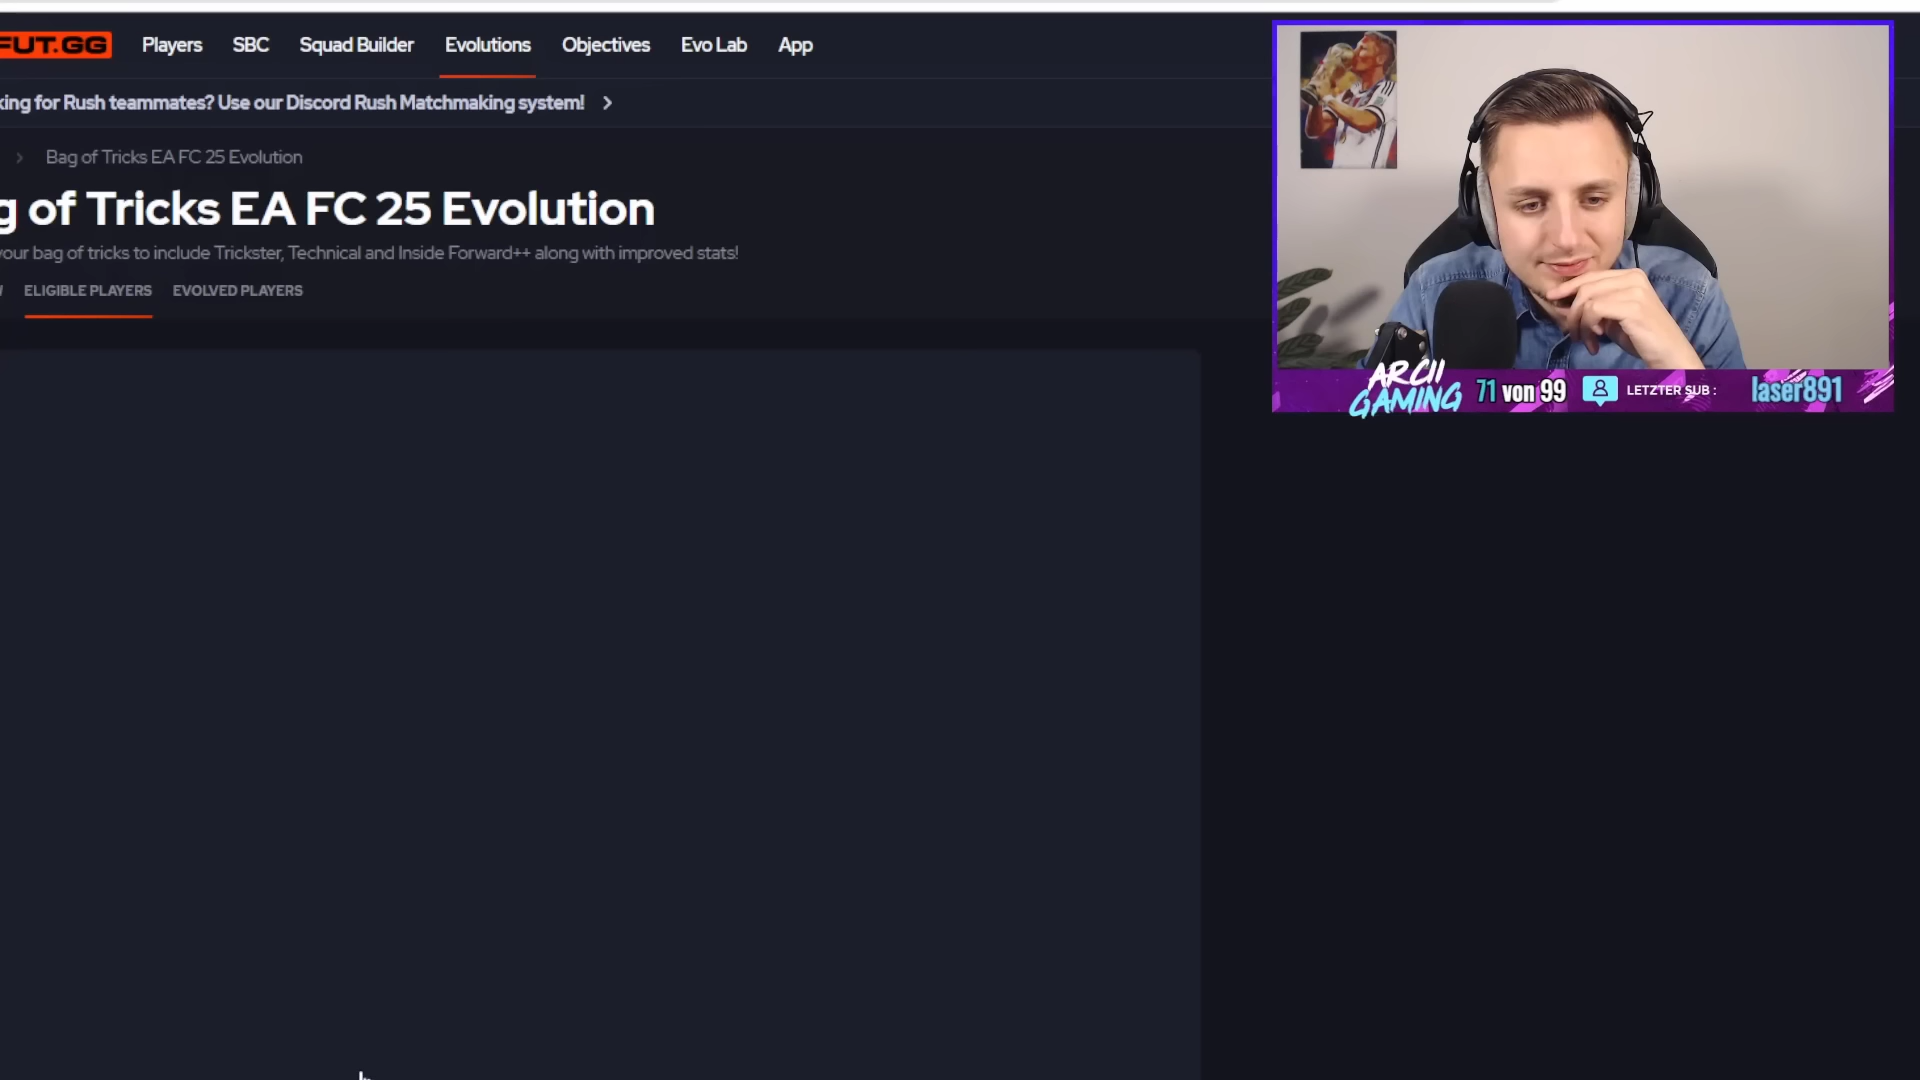 FUT.GG Players SBC Squad Builder Evolutions Objectives Evo Lab App
king for Rush teammates? Use our Discord Rush Matchmaking system!
Bag of Tricks EA FC 25 Evolution
g of Tricks EA FC 25 Evolution
your bag of tricks to include Trickster, Technical and Inside Forward++ along with improved stats!
ELIGIBLE PLAYERS EVOLVED PLAYERS
ARCII
GAMING
71 von 99
LETZTER SUB :
laser891